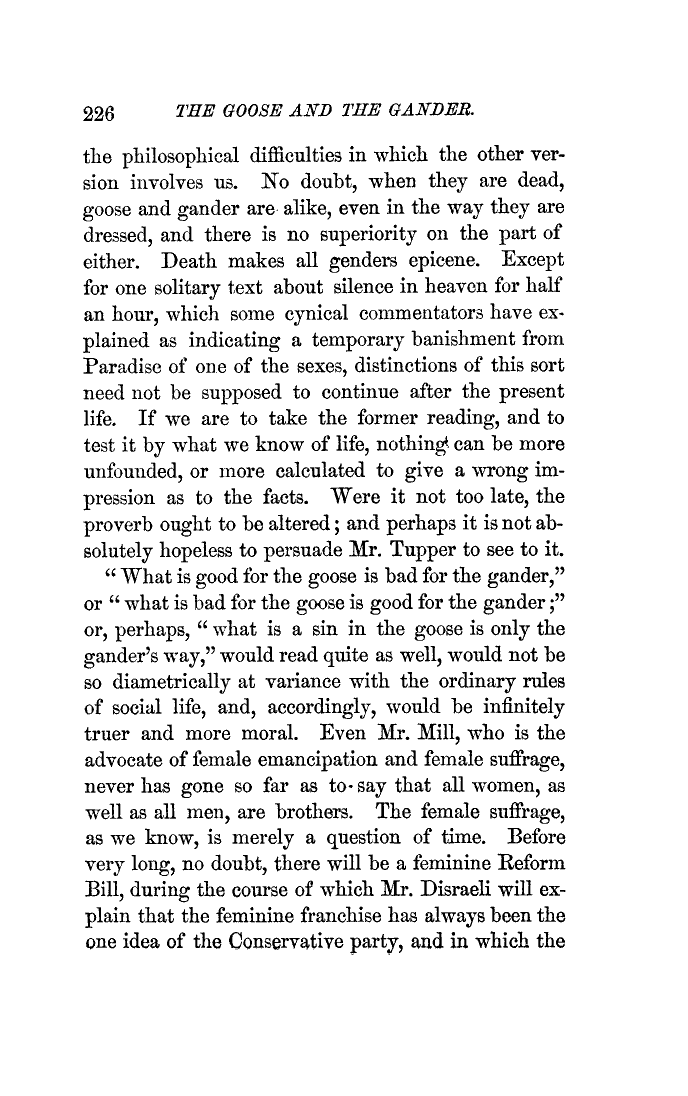 226 THE GOOSE AND THE GANDER.
the philosophical difficulties in which the other ver-
sion involves us. No doubt, when they are dead,
goose and gander are alike, even in the way they are
dressed, and there is no superiority on the part of
either. Death makes all genders epicene. Except
for one solitary text about silence in heaven for half
an hour, which some cynical commentators have ex-
plained as indicating a temporary banishment from
Paradise of one of the sexes, distinctions of this sort
need not be supposed to continue after the present
life. If we are to take the former reading, and to
test it by what we know of life, nothing can be more
unfounded, or more calculated to give a wrong im-
pression as to the facts. Were it not too late, the
proverb ought to be altered; and perhaps it is not ab-
solutely hopeless to persuade Mr. Tupper to see to it.
“What is good for the goose is bad for the gander,”
or “what is bad for the goose is good for the gander;”
or, perhaps, “what is a sin in the goose is only the
gander's way,” would read quite as well, would not be
so diametrically at variance with the ordinary rules
of social life, and, accordingly, would be infinitely
truer and more moral. Even Mr. Mill, who is the
advocate of female emancipation and female suffrage,
never has gone so far as to say that all women, as
well as all men, are brothers. The female suffrage,
as we know, is merely a question of time. Before
very long, no doubt, there will be a feminine Reform
Bill, during the course of which Mr. Disraeli will ex-
plain that the feminine franchise has always been the
one idea of the Conservative party, and in which the